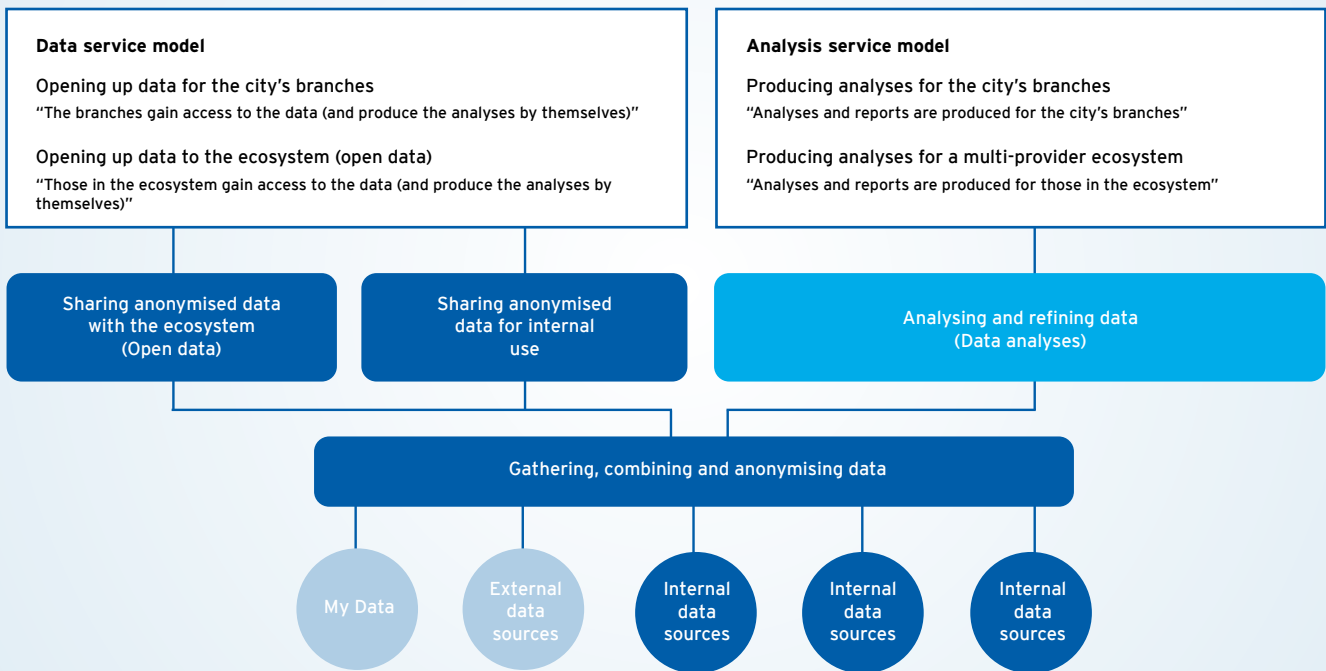 Data service model
Opening up data for the city’s branches
“The branches gain access to the data (and produce the analyses by themselves)”
Opening up data to the ecosystem (open data)
“Those in the ecosystem gain access to the data (and produce the analyses by
themselves)”
Analysis service model
Producing analyses for the city’s branches
“Analyses and reports are produced for the city’s branches”
Producing analyses for a multi-provider ecosystem
“Analyses and reports are produced for those in the ecosystem”
Sharing anonymised data
with the ecosystem
(Open data)
Sharing anonymised
data for internal
use
Analysing and refining data
(Data analyses)
Gathering, combining and anonymising data
My Data
External
data
sources
Internal
data
sources
Internal
data
sources
Internal
data
sources